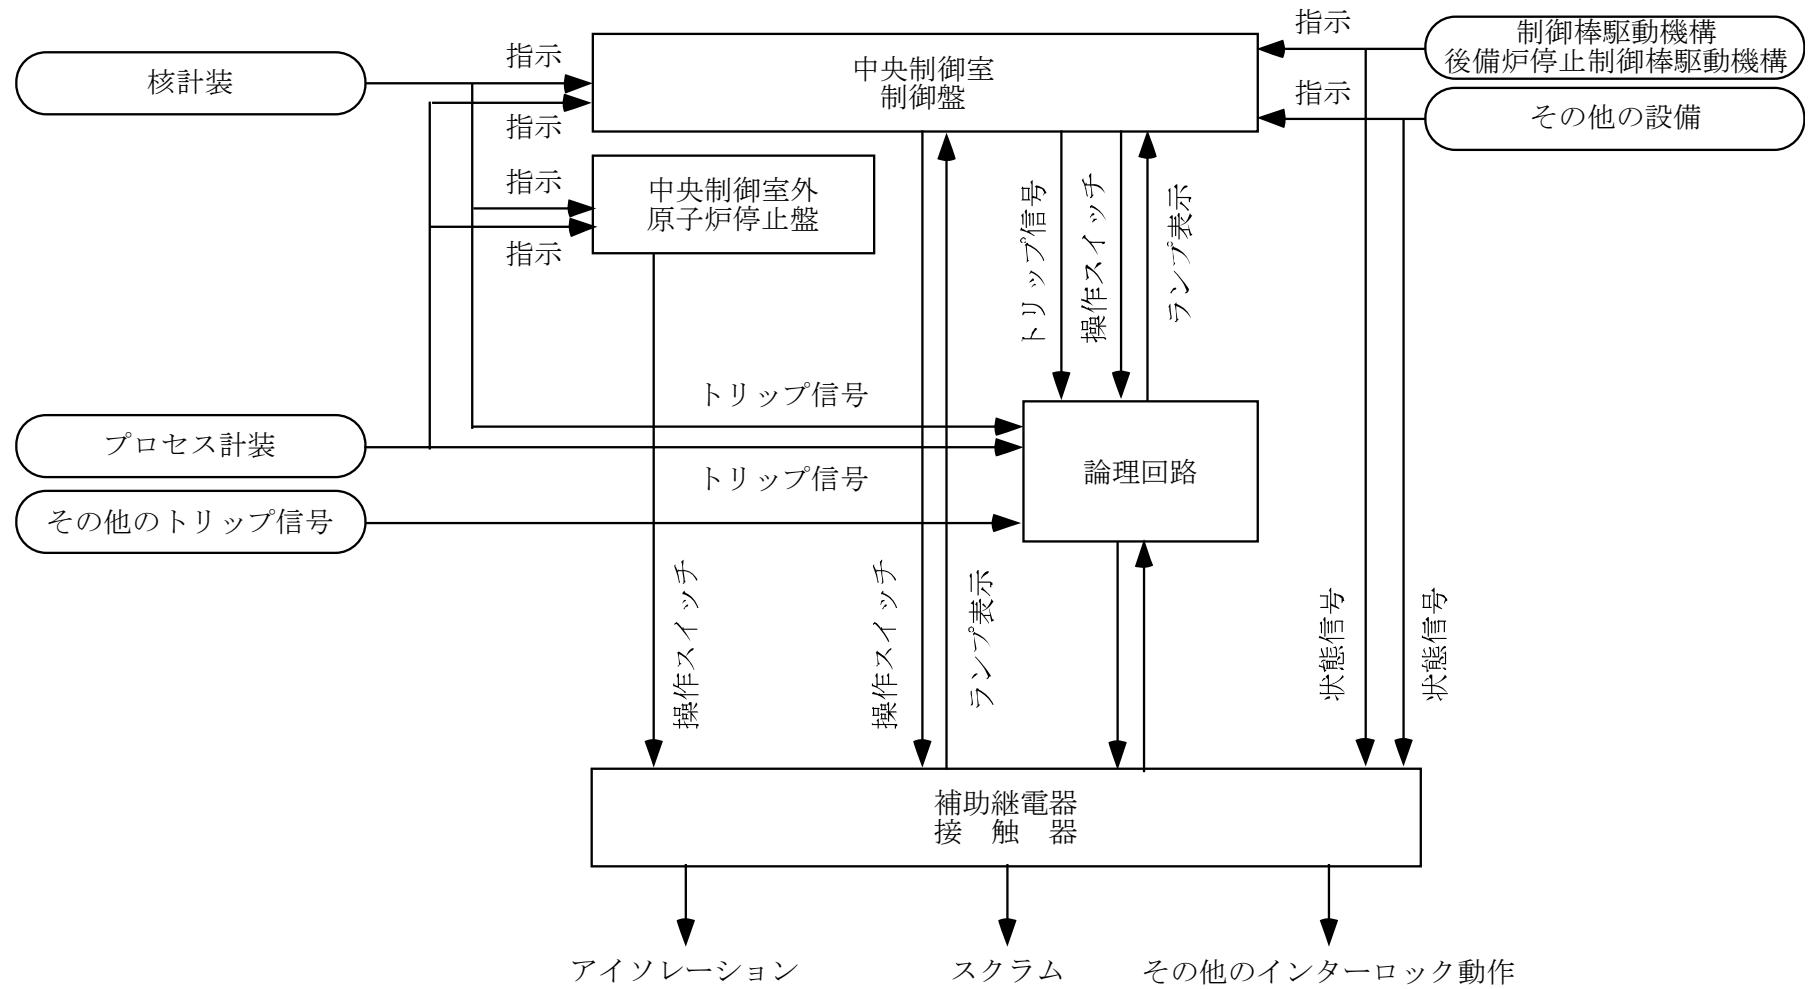 指示
制御棒駆動機構
後備炉停止制御棒駆動機構
指示
核計装
中央制御室
制御盤
指示
その他の設備
指示
指示
中央制御室外
原子炉停止盤
指示
トリップ信号
操作スイッチ
ランプ表示
トリップ信号
プロセス計装
論理回路
トリップ信号
その他のトリップ信号
操作スイッチ
操作スイッチ
ランプ表示
状態信号
状態信号
補助継電器
接　触　器
アイソレーション
スクラム
その他のインターロック動作